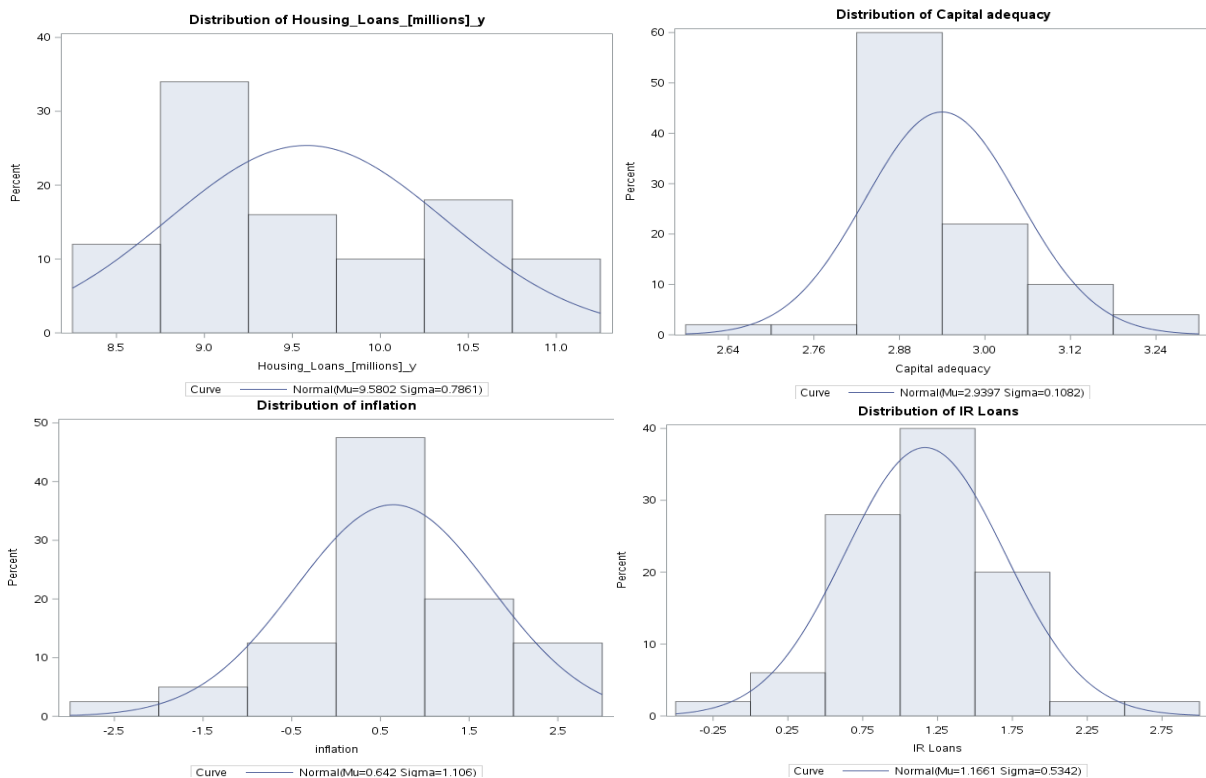 Distribution of Housing_Loans_[millions]_y
40
30
20
10
0
Percent
8.5 9.0 9.5 10.0 10.5 11.0
Housing_Loans_[millions]_y
Curve Normal(Mu=9.5802 Sigma=0.7861)
Distribution of Capital adequacy
60
50
40
30
20
10
0
Percent
2.64 2.76 2.88 3.00 3.12 3.24
Capital adequacy
Curve Normal(Mu=2.9397 Sigma=0.1082)
Distribution of inflation
50
40
30
20
10
0
Percent
-2.5 -1.5 -0.5 0.5 1.5 2.5
inflation
Curve Normal(Mu=0.642 Sigma=1.106)
Distribution of IR Loans
40
30
20
10
0
Percent
-0.25 0.25 0.75 1.25 1.75 2.25 2.75
IR Loans
Curve Normal(Mu=1.1661 Sigma=0.5342)